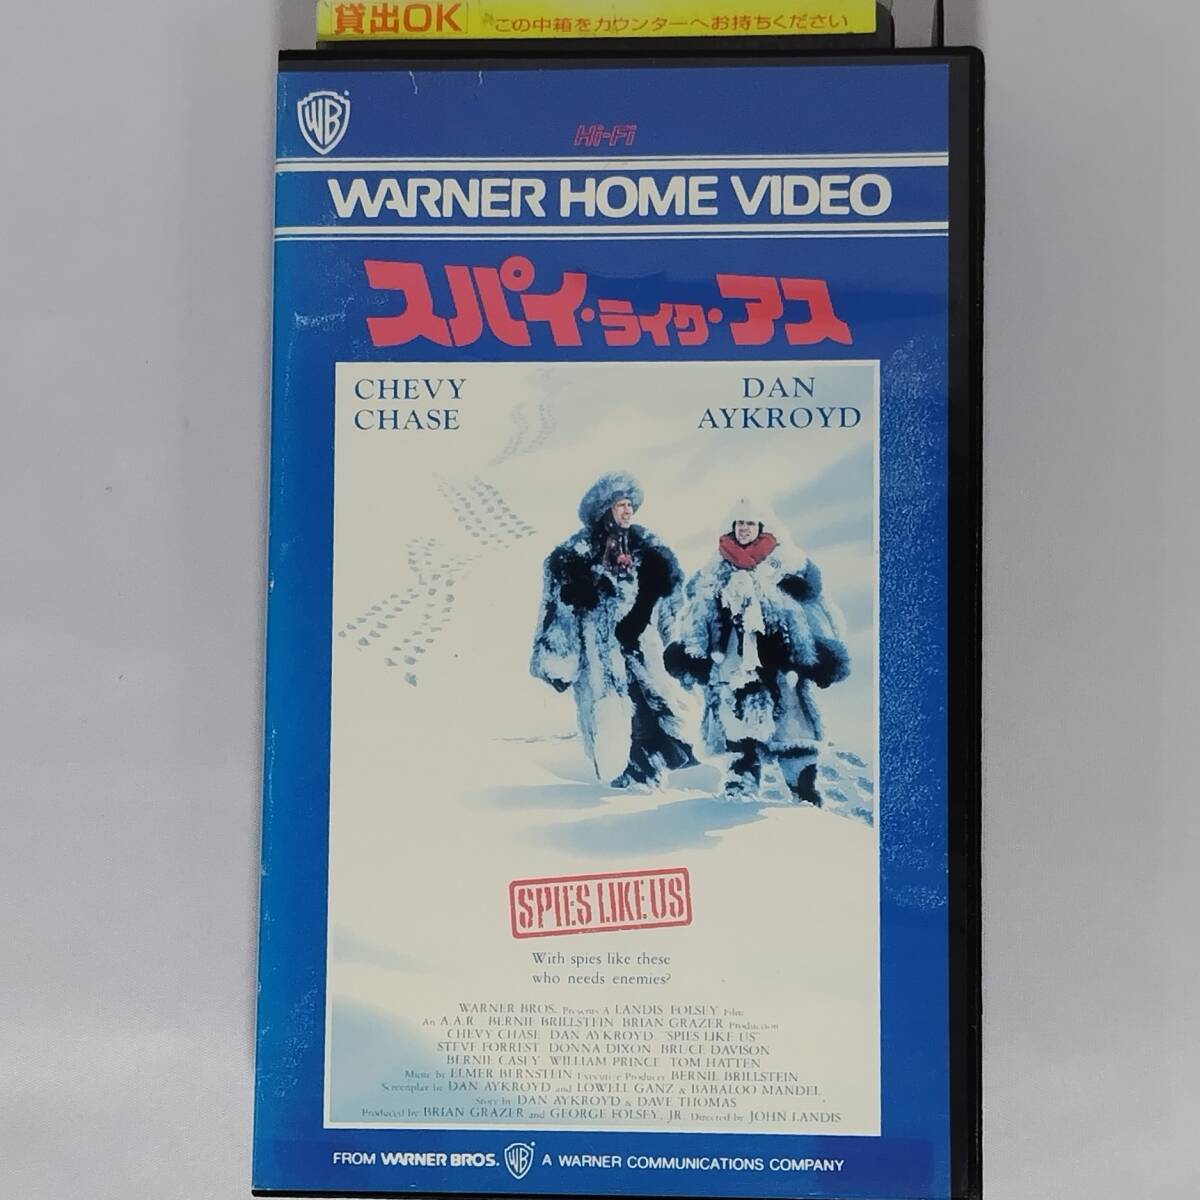 貸出OK この中箱をカウンターへお持ちください
WB
Hi-Fi
WARNER HOME VIDEO
スパイ・ライク・アス
CHEVY CHASE
DAN AYKROYD
SPIES LIKE US
With spies like these
who needs enemies?
WARNER BROS. Presents A LANDIS FOLSEY Film
An A.A.R. BERNIE BRILLSTEIN BRIAN GRAZER Production
CHEVY CHASE DAN AYKROYD "SPIES LIKE US"
STEVE FORREST DONNA DIXON BRUCE DAVISON
BERNIE CASEY WILLIAM PRINCE TOM HATTEN
Music by ELMER BERNSTEIN Executive Producer BERNIE BRILLSTEIN
Screenplay by DAN AYKROYD and LOWELL GANZ & BABALOO MANDEL
Story by DAN AYKROYD & DAVE THOMAS
Produced by BRIAN GRAZER and GEORGE FOLSEY, JR. Directed by JOHN LANDIS
FROM WARNER BROS. WB A WARNER COMMUNICATIONS COMPANY